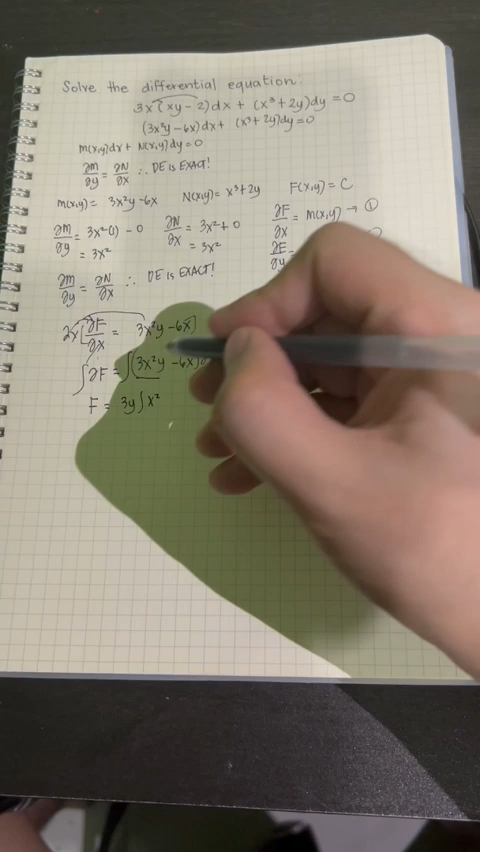 Solve the differential equation.
3x(xy - 2)dx + (x³ + 2y)dy = 0
(3x²y - 6x)dx + (x³ + 2y)dy = 0
M(x,y)dx + N(x,y)dy = 0
∂M/∂y = ∂N/∂x ∴ DE IS EXACT!
M(x,y) = 3x²y - 6x N(x,y) = x³ + 2y F(x,y) = C
∂M/∂y = 3x²(1) - 0 ∂N/∂x = 3x² + 0 ∂F/∂x = M(x,y) → ①
= 3x² = 3x² ∂F/∂y =
∂M/∂y = ∂N/∂x ∴ DE IS EXACT!
∂x[∂F/∂x = 3x²y - 6x]
∫∂F = ∫(3x²y - 6x)
F = 3y∫x²